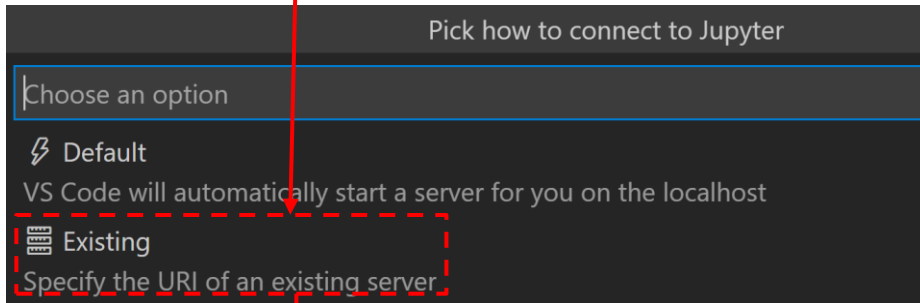 Pick how to connect to Jupyter
Choose an option
Default
VS Code will automatically start a server for you on the localhost
Existing
Specify the URI of an existing server